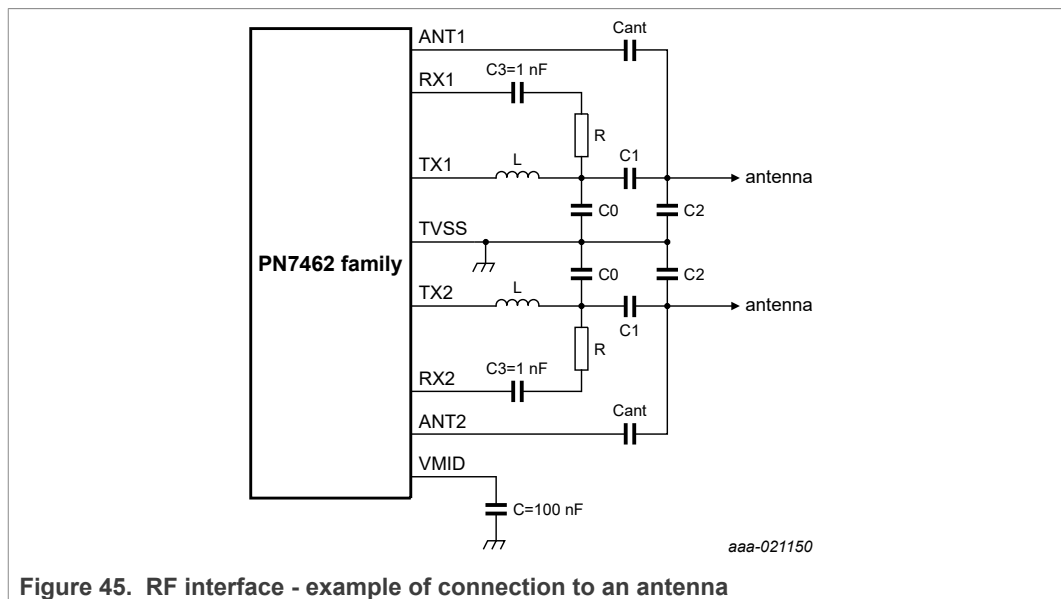 ANT1
Cant
C3=1 nF
RX1
R
C1
TX1
L
antenna
C0
C2
TVSS
PN7462 family
C0
C2
L
TX2
antenna
C1
R
C3=1 nF
RX2
Cant
ANT2
VMID
C=100 nF
aaa-021150
Figure 45. RF interface - example of connection to an antenna